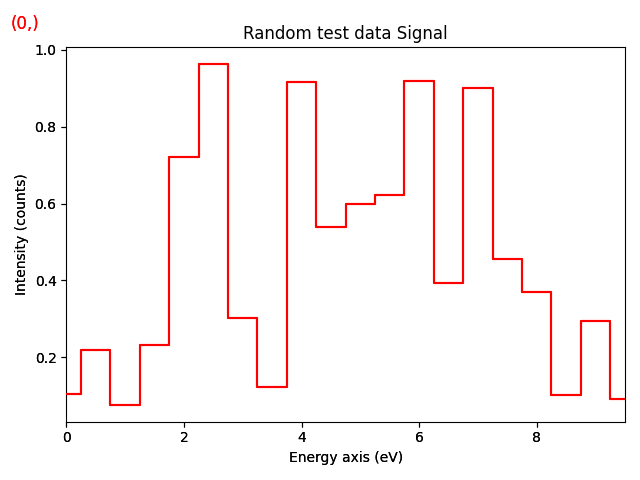 (0,)
Random test data Signal
1.0
0.8
0.6
0.4
0.2
Intensity (counts)
0 2 4 6 8
Energy axis (eV)